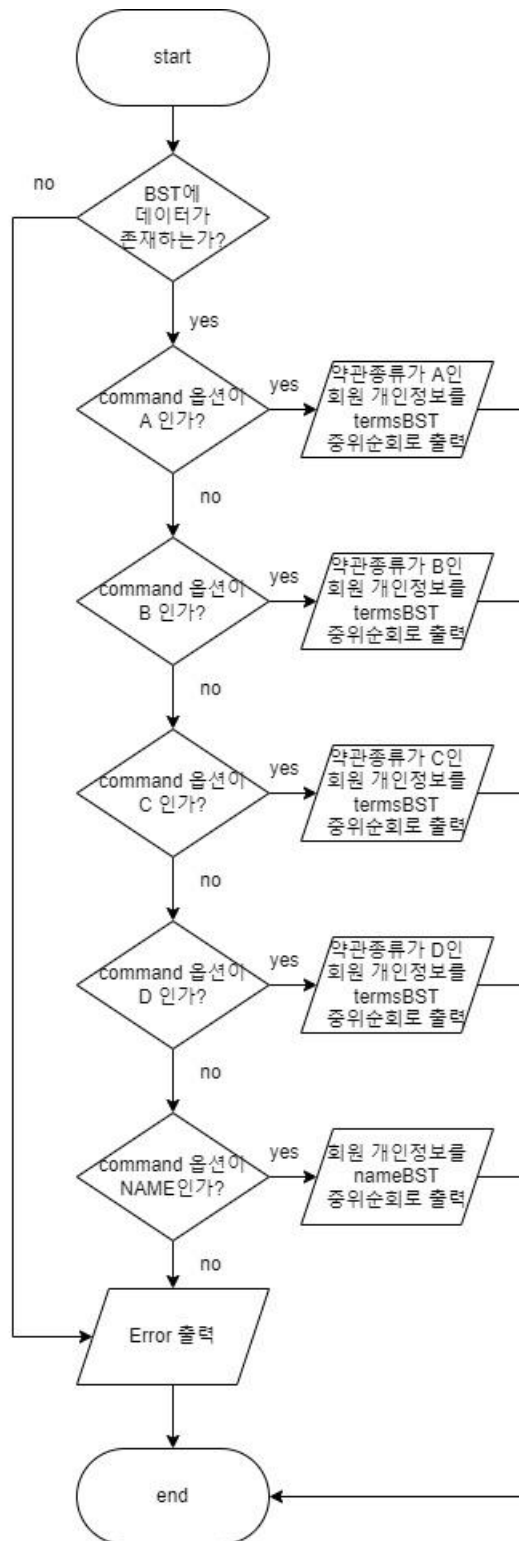 start
no
BST에
데이터가
존재하는가?
yes
command 옵션이
A 인가?
yes
약관종류가 A인
회원 개인정보를
termsBST
중위순회로 출력
no
command 옵션이
B 인가?
yes
약관종류가 B인
회원 개인정보를
termsBST
중위순회로 출력
no
command 옵션이
C 인가?
yes
약관종류가 C인
회원 개인정보를
termsBST
중위순회로 출력
no
command 옵션이
D 인가?
yes
약관종류가 D인
회원 개인정보를
termsBST
중위순회로 출력
no
command 옵션이
NAME인가?
yes
회원 개인정보를
nameBST
중위순회로 출력
no
Error 출력
end